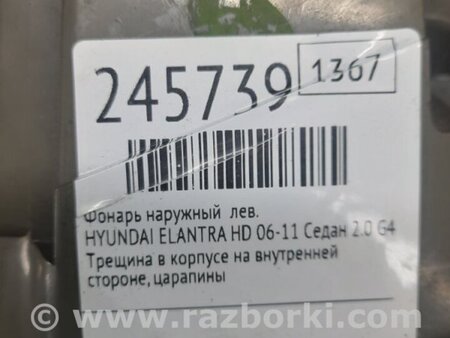 245739
1367
Фонарь наружный лев.
HYUNDAI ELANTRA HD 06-11 Седан 2.0 G4
Трещина в корпусе на внутренней
стороне, царапины
www.razborki.com